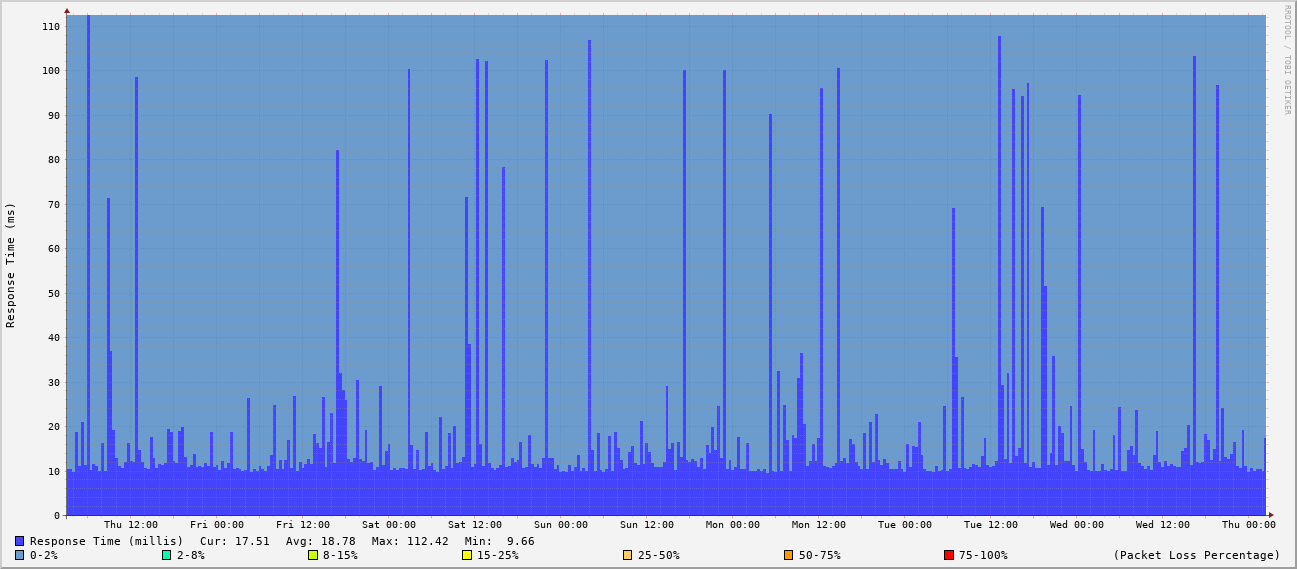 RRDTOOL / TOBI OETIKER
Response Time (ms)
110
100
90
80
70
60
50
40
30
20
10
0
Thu 12:00 Fri 00:00 Fri 12:00 Sat 00:00 Sat 12:00 Sun 00:00 Sun 12:00 Mon 00:00 Mon 12:00 Tue 00:00 Tue 12:00 Wed 00:00 Wed 12:00 Thu 00:00
Response Time (millis) Cur: 17.51 Avg: 18.78 Max: 112.42 Min: 9.66
0-2% 2-8% 8-15% 15-25% 25-50% 50-75% 75-100% (Packet Loss Percentage)